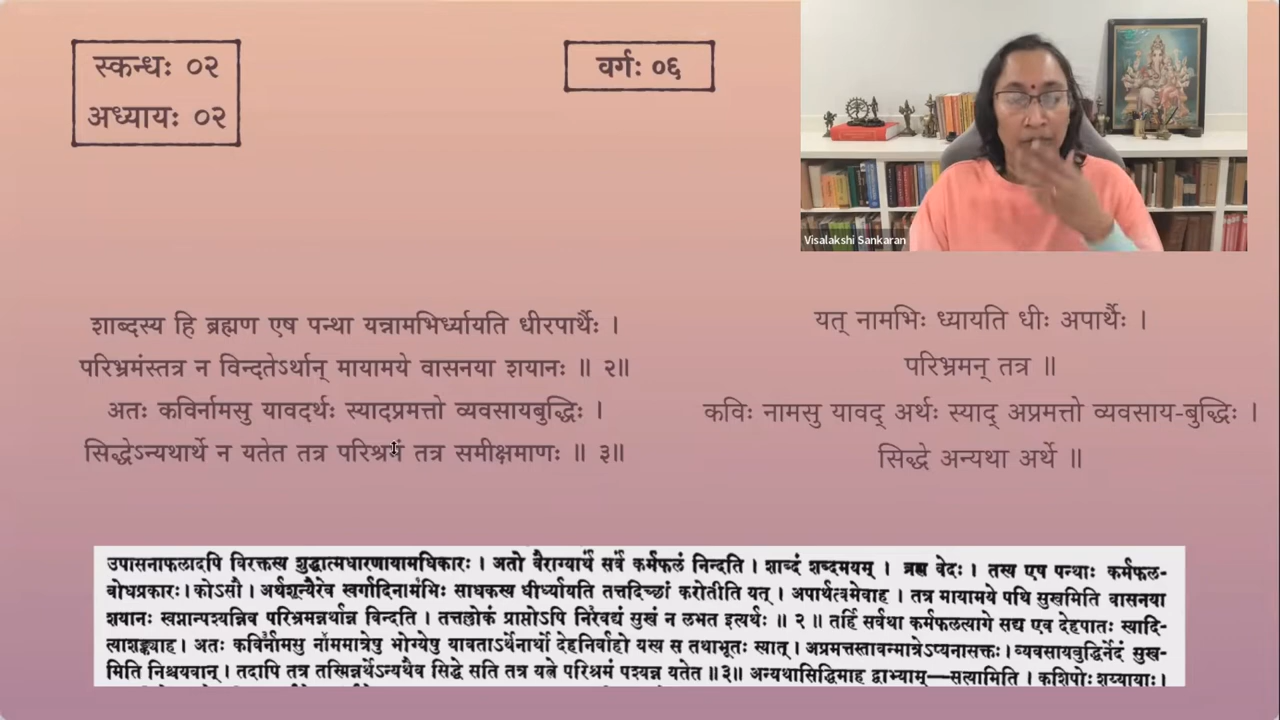 स्कन्धः ०२
अध्यायः ०२
वर्गः ०६
Visalakshi Sankaran
शाब्दस्य हि ब्रह्मण एष पन्था यन्नामभिर्ध्यायति धीरपार्थैः ।
परिभ्रमंस्तत्र न विन्दतेऽर्थान् मायामये वासनया शयानः ॥ २॥
अतः कविर्नामसु यावदर्थः स्यादप्रमत्तो व्यवसायबुद्धिः ।
सिद्धेऽन्यथार्थे न यतेत तत्र परिश्रमं तत्र समीक्षमाणः ॥ ३॥
यत् नामभिः ध्यायति धीः अपार्थैः ।
परिभ्रमन् तत्र ॥
कविः नामसु यावद् अर्थः स्याद् अप्रमत्तो व्यवसाय-बुद्धिः ।
सिद्धे अन्यथा अर्थे ॥
उपासनाफलादपि विरक्तस्य शुद्धात्मधारणायामधिकारः । अतो वैराग्यार्थं सर्वं कर्मफलं निन्दति । शाब्दं शब्दमयम् । ब्रह्म वेदः । तस्य एष पन्थाः कर्मफल-
बोधप्रकारः । कोऽसौ । अर्थशून्यैरेव स्वर्गादिनामभिः साधकस्य धीर्ध्यायति तत्तदिच्छां करोतीति यत् । अपार्थत्वमेवाह । तत्र मायामये पथि सुखमिति वासनया
शयानः स्वप्नान्पश्यन्निव परिभ्रमन्नर्थान्न विन्दति । तत्तल्लोकं प्राप्तोऽपि निरवद्यं सुखं न लभत इत्यर्थः ॥ २ ॥ तर्हि सर्वथा कर्मफलत्यागे सद्य एव देहपातः स्यादि-
त्याशङ्क्याह । अतः कविर्नामसु नाममात्रेषु भोग्येषु यावताऽर्थेनार्थो देहनिर्वाहो यस्य स तथाभूतः स्यात् । अप्रमत्तस्तावन्मात्रेऽप्यनासक्तः । व्यवसायबुद्धिर्नेदं सुख-
मिति निश्चयवान् । तदापि तत्र तस्मिन्नर्थेऽन्यथैव सिद्धे सति तत्र यत्ने परिश्रमं पश्यन्न यतेत ॥३॥ अन्यथासिद्धिमाह द्वाभ्याम्—सत्यामिति । कशिपोः शय्यायाः ।